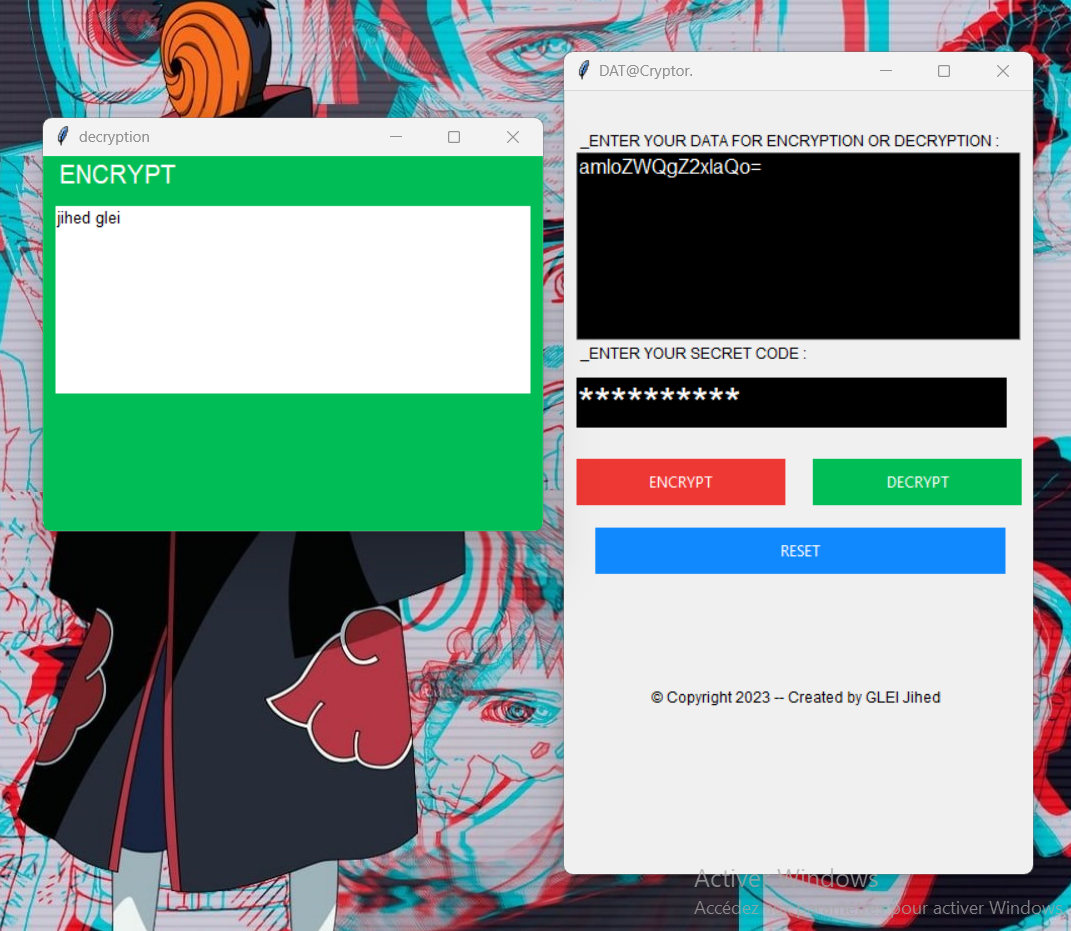 decryption
ENCRYPT
jihed glei
DAT@Cryptor.
_ENTER YOUR DATA FOR ENCRYPTION OR DECRYPTION :
amloZWQgZ2xlaQo=
_ENTER YOUR SECRET CODE :
**********
ENCRYPT
DECRYPT
RESET
© Copyright 2023 -- Created by GLEI Jihed
Activer Windows
Accédez pour activer Windows